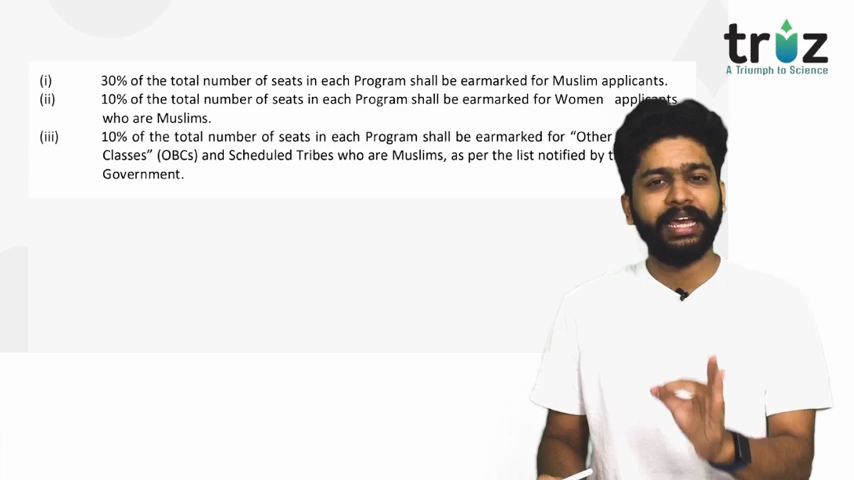 truz
A Triumph to Science
(i) 30% of the total number of seats in each Program shall be earmarked for Muslim applicants.
(ii) 10% of the total number of seats in each Program shall be earmarked for Women applicants
who are Muslims.
(iii) 10% of the total number of seats in each Program shall be earmarked for “Other
Classes” (OBCs) and Scheduled Tribes who are Muslims, as per the list notified by
Government.